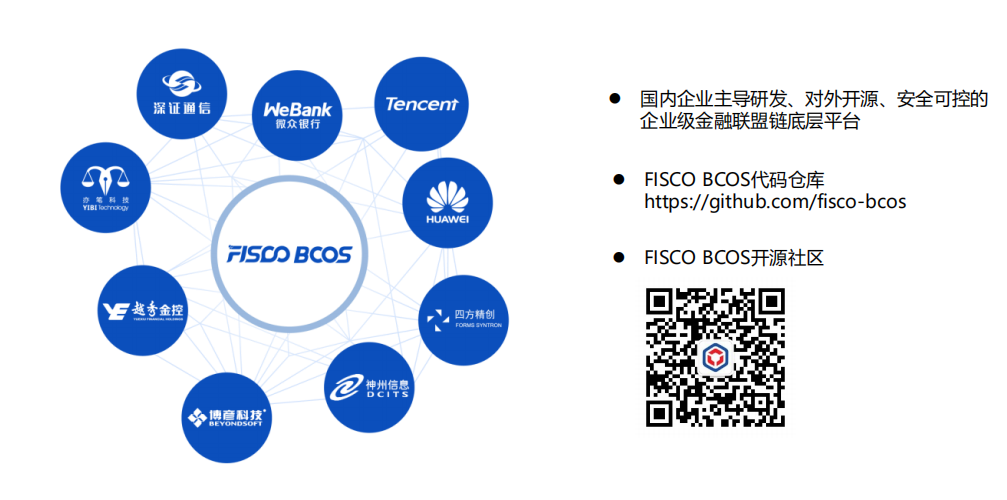 深证通信
WeBank
微众银行
Tencent
亦笔科技
YIBI Technology
HUAWEI
FISCO BCOS
YE 越秀金控
YUEXIU FINANCIAL HOLDINGS
四方精创
FORMS SYNTRON
神州信息
DCITS
博彦科技
BEYONDSOFT
● 国内企业主导研发、对外开源、安全可控的
企业级金融联盟链底层平台
● FISCO BCOS代码仓库
https://github.com/fisco-bcos
● FISCO BCOS开源社区